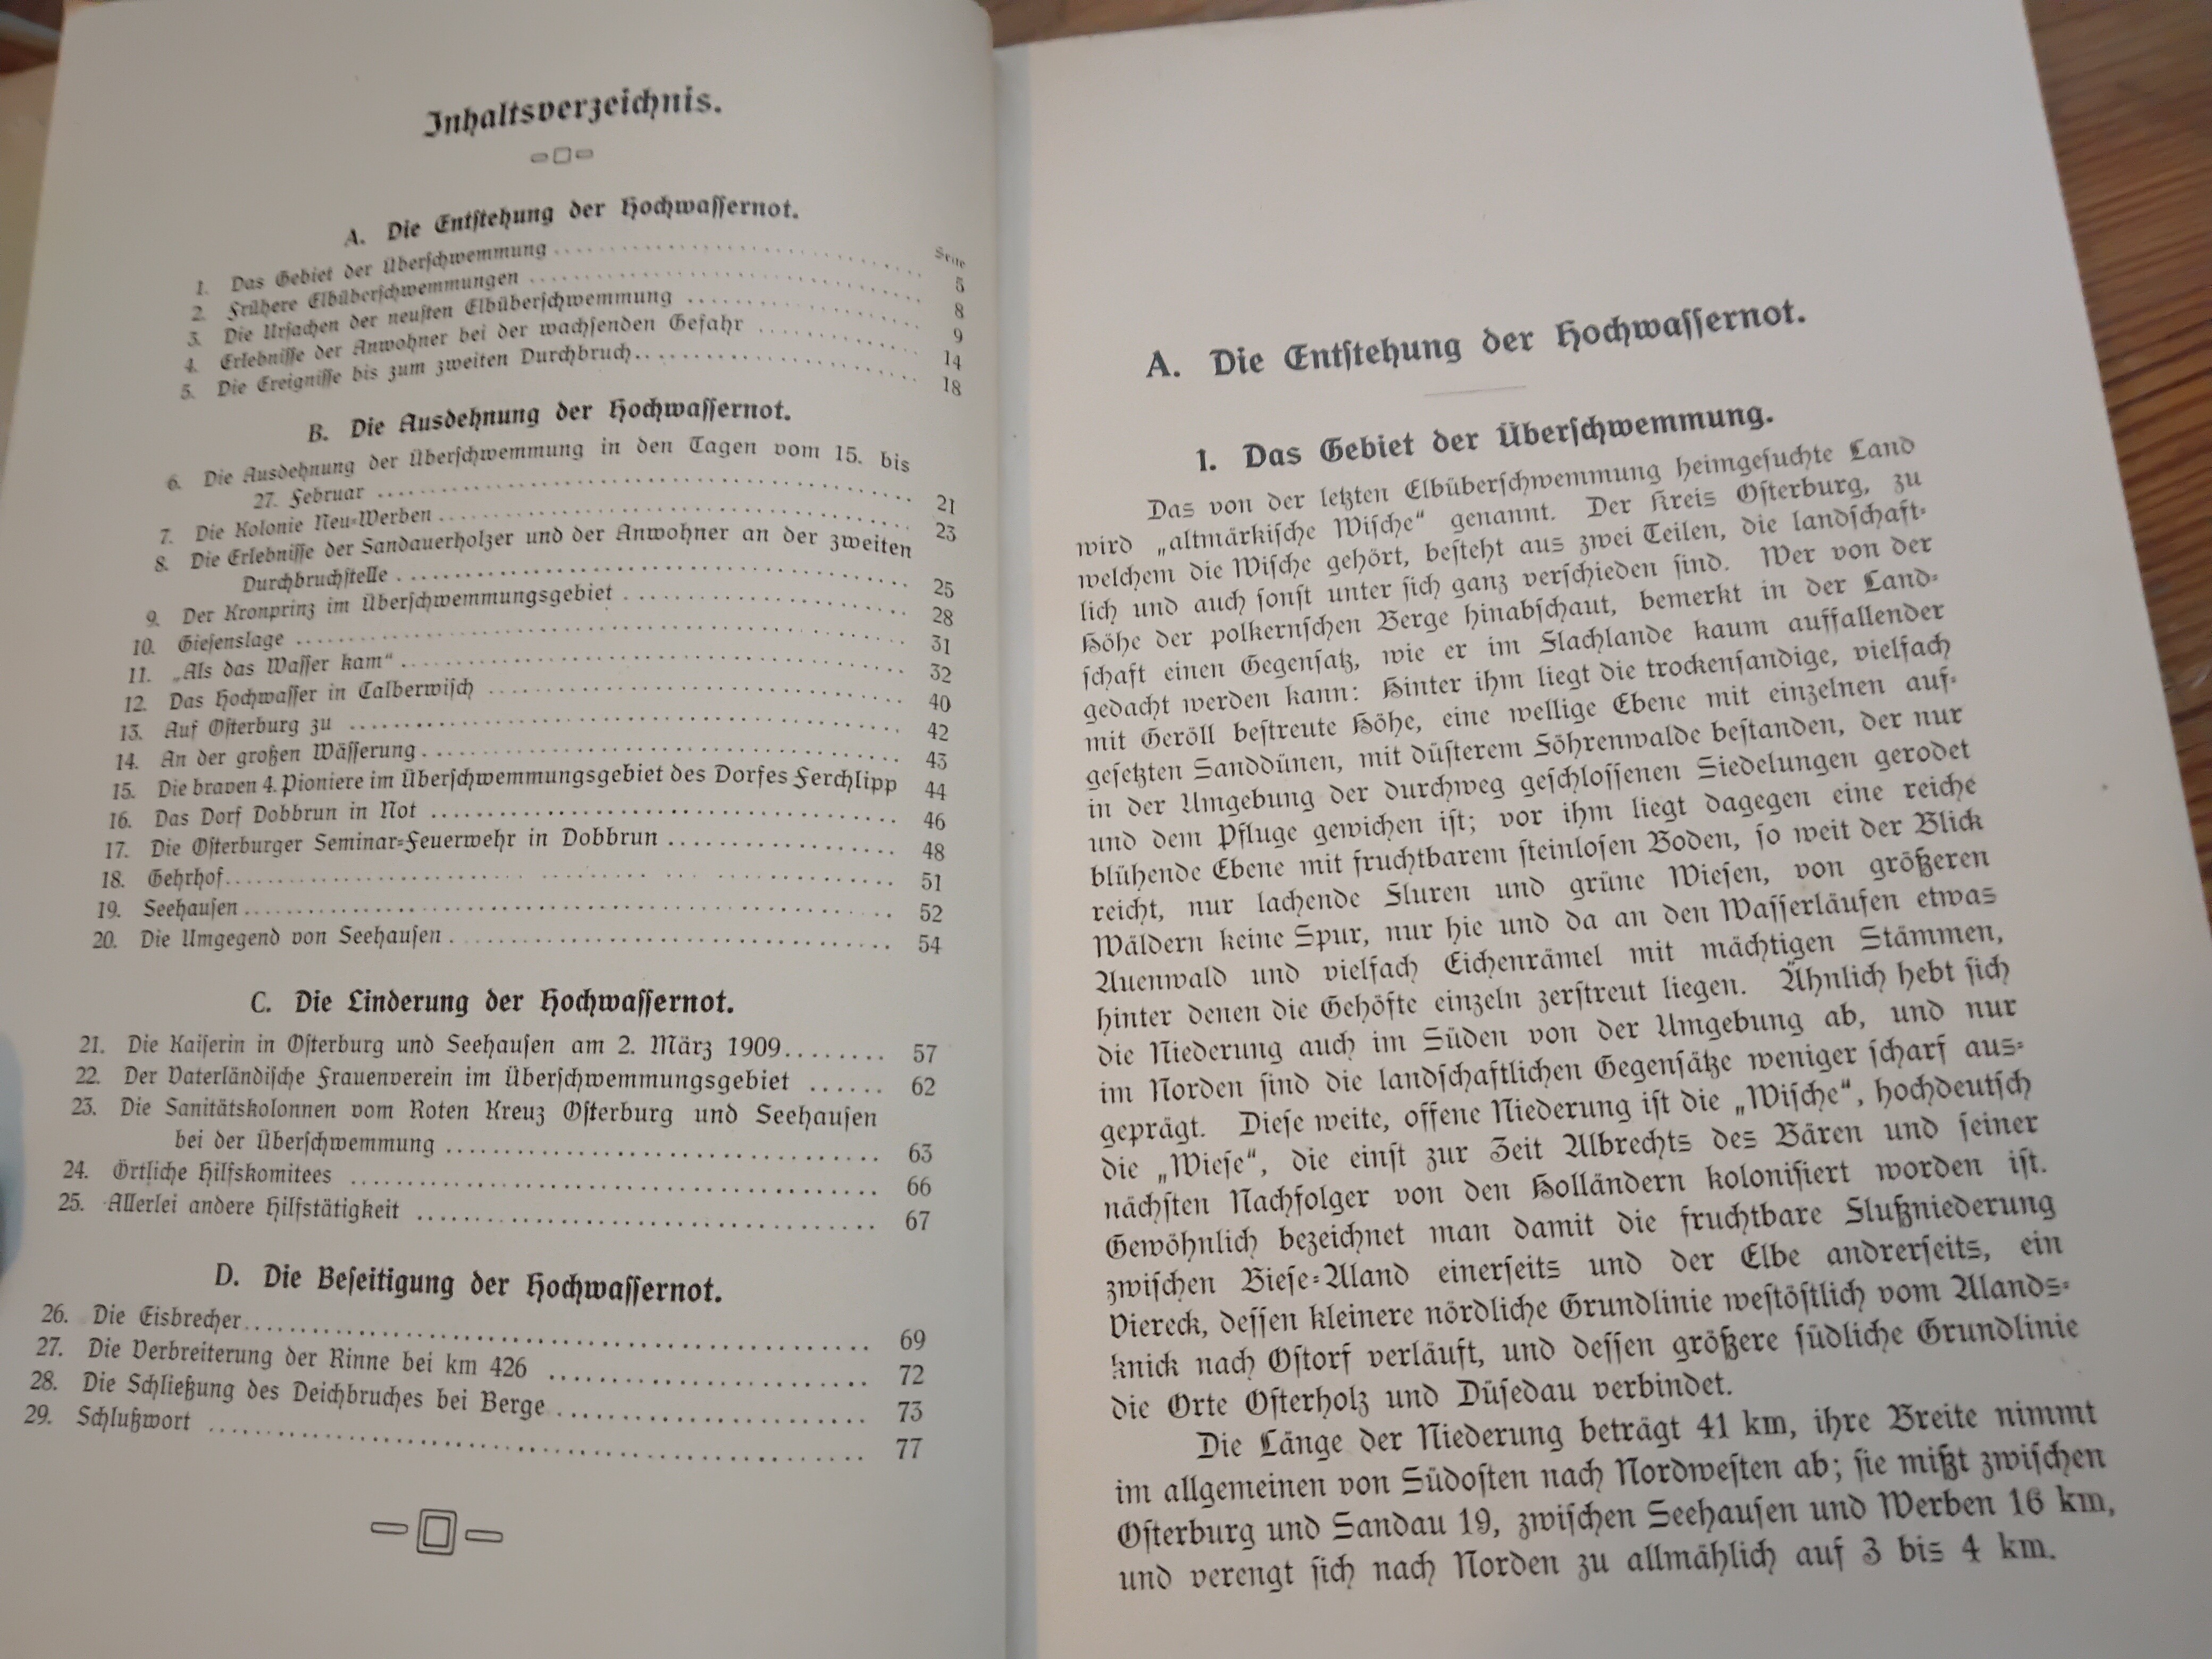 Inhaltsverzeichnis.
A. Die Entſtehung der Hochwaſſernot.
Seite
1. Das Gebiet der Überſchwemmung . . . . . . . . . . 5
2. Frühere Elbüberſchwemmungen . . . . . . . . . . 8
3. Die Urſachen der neuſten Elbüberſchwemmung . . . . . . . . . . 9
4. Erlebniſſe der Anwohner bei der wachſenden Gefahr . . . . . . . . . . 14
5. Die Ereigniſſe bis zum zweiten Durchbruch . . . . . . . . . . 18
B. Die Ausdehnung der Hochwaſſernot.
6. Die Ausdehnung der Überſchwemmung in den Tagen vom 15. bis
27. Februar . . . . . . . . . . 21
7. Die Kolonie Neu-Werben . . . . . . . . . . 23
8. Die Erlebniſſe der Sandauerholzer und der Anwohner an der zweiten
Durchbruchſtelle . . . . . . . . . . 25
9. Der Kronprinz im Überſchwemmungsgebiet . . . . . . . . . . 28
10. Gieſenslage . . . . . . . . . . 31
11. „Als das Waſſer kam“ . . . . . . . . . . 32
12. Das Hochwaſſer in Calberwiſch . . . . . . . . . . 40
13. Auf Oſterburg zu . . . . . . . . . . 42
14. An der großen Wäſſerung . . . . . . . . . . 43
15. Die braven 4. Pioniere im Überſchwemmungsgebiet des Dorfes Ferchlipp 44
16. Das Dorf Dobbrun in Not . . . . . . . . . . 46
17. Die Oſterburger Seminar-Feuerwehr in Dobbrun . . . . . . . . . . 48
18. Gehrhof . . . . . . . . . . 51
19. Seehauſen . . . . . . . . . . 52
20. Die Umgegend von Seehauſen . . . . . . . . . . 54
C. Die Linderung der Hochwaſſernot.
21. Die Kaiſerin in Oſterburg und Seehauſen am 2. März 1909 . . . . . . . . 57
22. Der Vaterländiſche Frauenverein im Überſchwemmungsgebiet . . . . . . 62
23. Die Sanitätskolonnen vom Roten Kreuz Oſterburg und Seehauſen
bei der Überſchwemmung . . . . . . . . . . 63
24. Örtliche Hilfskomitees . . . . . . . . . . 66
25. Allerlei andere Hilfstätigkeit . . . . . . . . . . 67
D. Die Beſeitigung der Hochwaſſernot.
26. Die Eisbrecher . . . . . . . . . . 69
27. Die Verbreiterung der Rinne bei km 426 . . . . . . . . . . 72
28. Die Schließung des Deichbruches bei Berge . . . . . . . . . . 73
29. Schlußwort . . . . . . . . . . 77
A. Die Entſtehung der Hochwaſſernot.
1. Das Gebiet der Überſchwemmung.
Das von der letzten Elbüberſchwemmung heimgeſuchte Land
wird „altmärkiſche Wiſche“ genannt. Der Kreis Oſterburg, zu
welchem die Wiſche gehört, beſteht aus zwei Teilen, die landſchaft-
lich und auch ſonſt unter ſich ganz verſchieden ſind. Wer von der
Höhe der polkernſchen Berge hinabſchaut, bemerkt in der Land-
ſchaft einen Gegenſatz, wie er im Flachlande kaum auffallender
gedacht werden kann: Hinter ihm liegt die trockenſandige, vielfach
mit Geröll beſtreute Höhe, eine wellige Ebene mit einzelnen auf-
geſetzten Sanddünen, mit düſterem Föhrenwalde beſtanden, der nur
in der Umgebung der durchweg geſchloſſenen Siedelungen gerodet
und dem Pfluge gewichen iſt; vor ihm liegt dagegen eine reiche
blühende Ebene mit fruchtbarem ſteinloſen Boden, ſo weit der Blick
reicht, nur lachende Fluren und grüne Wieſen, von größeren
Wäldern keine Spur, nur hie und da an den Waſſerläufen etwas
Auenwald und vielfach Eichenrämel mit mächtigen Stämmen,
hinter denen die Gehöfte einzeln zerſtreut liegen. Ähnlich hebt ſich
die Niederung auch im Süden von der Umgebung ab, und nur
im Norden ſind die landſchaftlichen Gegenſätze weniger ſcharf aus-
geprägt. Dieſe weite, offene Niederung iſt die „Wiſche“, hochdeutſch
die „Wieſe“, die einſt zur Zeit Albrechts des Bären und ſeiner
nächſten Nachfolger von den Holländern koloniſiert worden iſt.
Gewöhnlich bezeichnet man damit die fruchtbare Flußniederung
zwiſchen Bieſe-Aland einerſeits und der Elbe andrerſeits, ein
Viereck, deſſen kleinere nördliche Grundlinie weſtöſtlich vom Alands-
knick nach Oſtorf verläuft, und deſſen größere ſüdliche Grundlinie
die Orte Oſterholz und Düſedau verbindet.
Die Länge der Niederung beträgt 41 km, ihre Breite nimmt
im allgemeinen von Südoſten nach Nordweſten ab; ſie mißt zwiſchen
Oſterburg und Sandau 19, zwiſchen Seehauſen und Werben 16 km,
und verengt ſich nach Norden zu allmählich auf 3 bis 4 km.